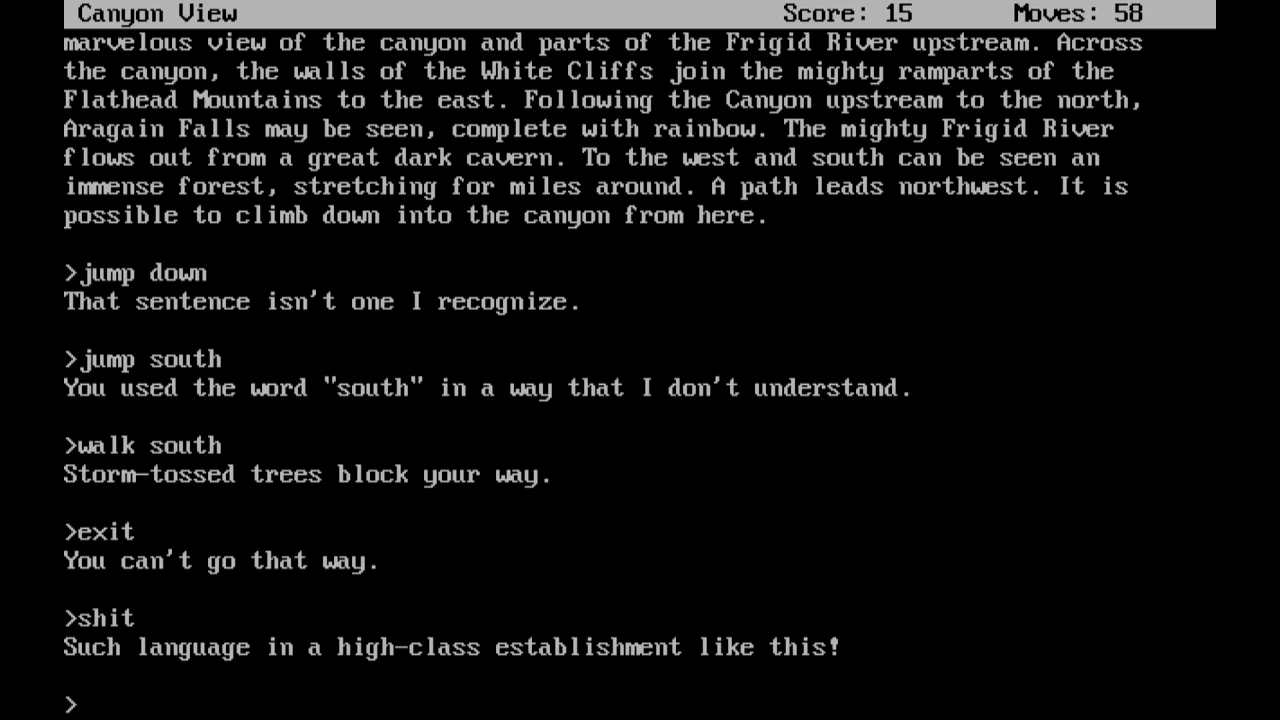 Canyon View Score: 15 Moves: 58
marvelous view of the canyon and parts of the Frigid River upstream. Across
the canyon, the walls of the White Cliffs join the mighty ramparts of the
Flathead Mountains to the east. Following the Canyon upstream to the north,
Aragain Falls may be seen, complete with rainbow. The mighty Frigid River
flows out from a great dark cavern. To the west and south can be seen an
immense forest, stretching for miles around. A path leads northwest. It is
possible to climb down into the canyon from here.
>jump down
That sentence isn't one I recognize.
>jump south
You used the word "south" in a way that I don't understand.
>walk south
Storm-tossed trees block your way.
>exit
You can't go that way.
>shit
Such language in a high-class establishment like this!
>